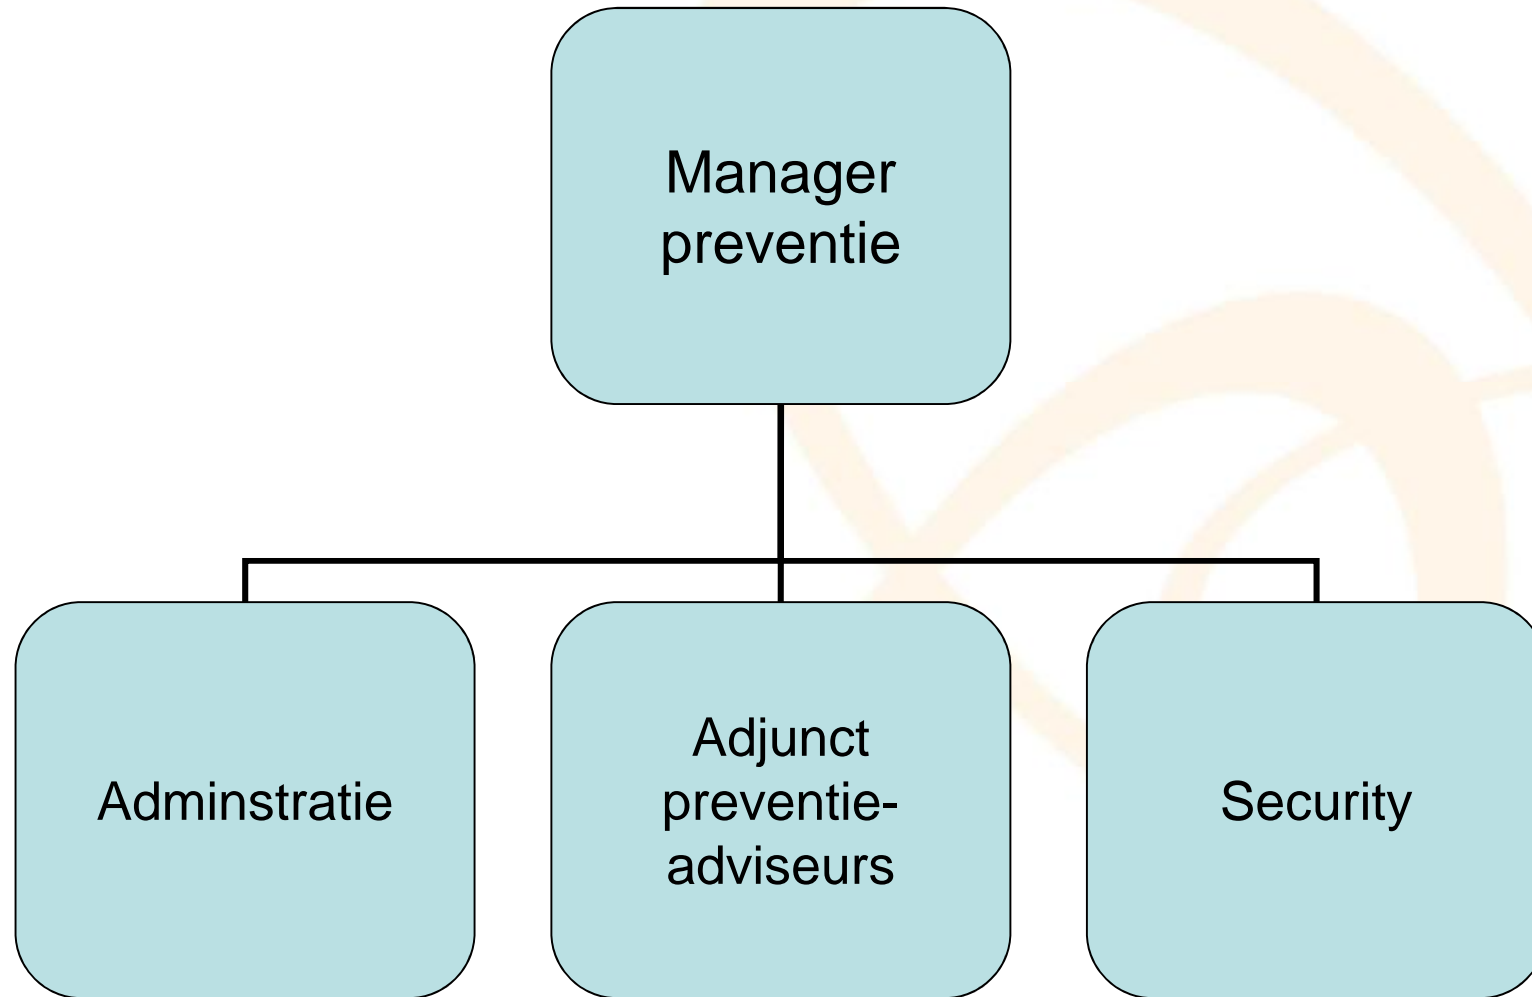 Manager
preventie
Adminstratie
Adjunct
preventie-
adviseurs
Security